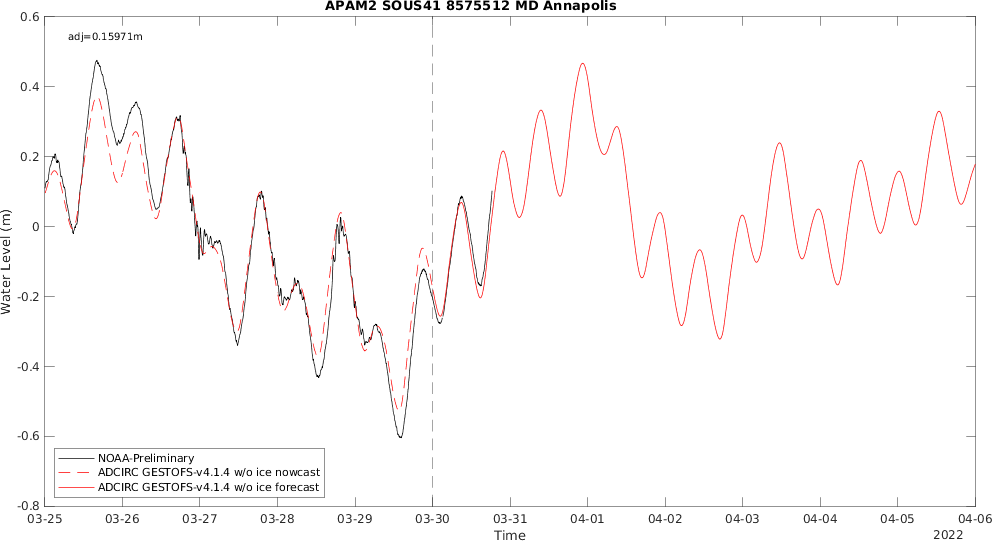 APAM2 SOUS41 8575512 MD Annapolis
adj=0.15971m
0.6
0.4
0.2
0
-0.2
-0.4
-0.6
-0.8
Water Level (m)
NOAA-Preliminary
ADCIRC GESTOFS-v4.1.4 w/o ice nowcast
ADCIRC GESTOFS-v4.1.4 w/o ice forecast
03-25 03-26 03-27 03-28 03-29 03-30 03-31 04-01 04-02 04-03 04-04 04-05 04-06
Time
2022